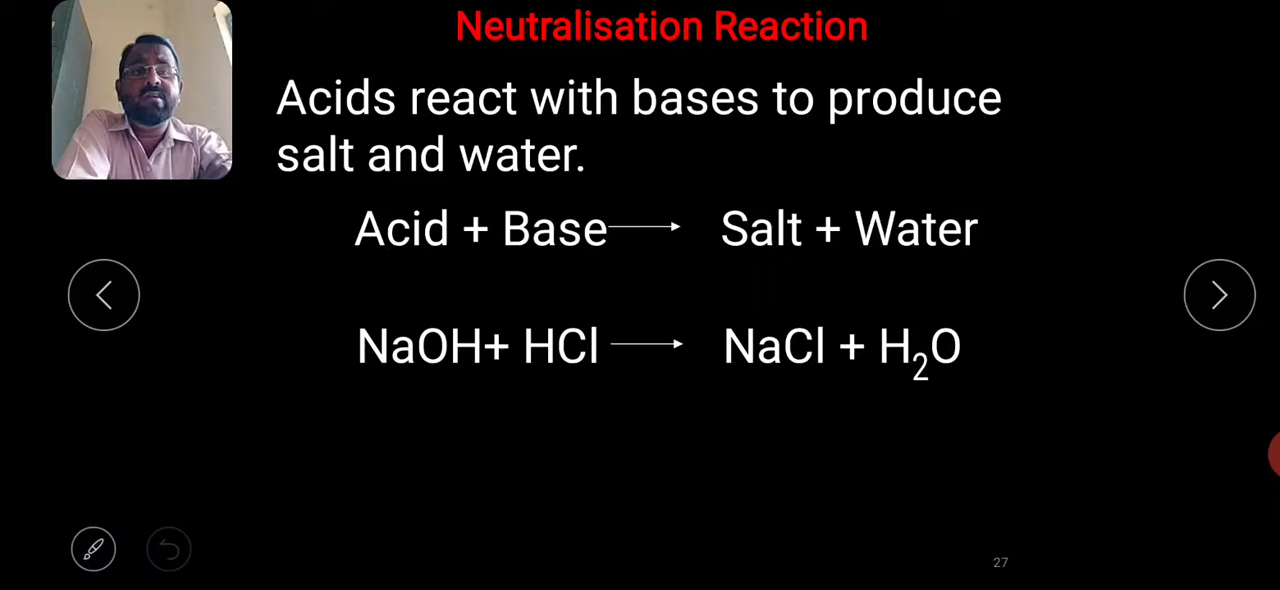 Neutralisation Reaction
Acids react with bases to produce
salt and water.
Acid + Base⟶ Salt + Water
NaOH+ HCl ⟶ NaCl + H₂O
27